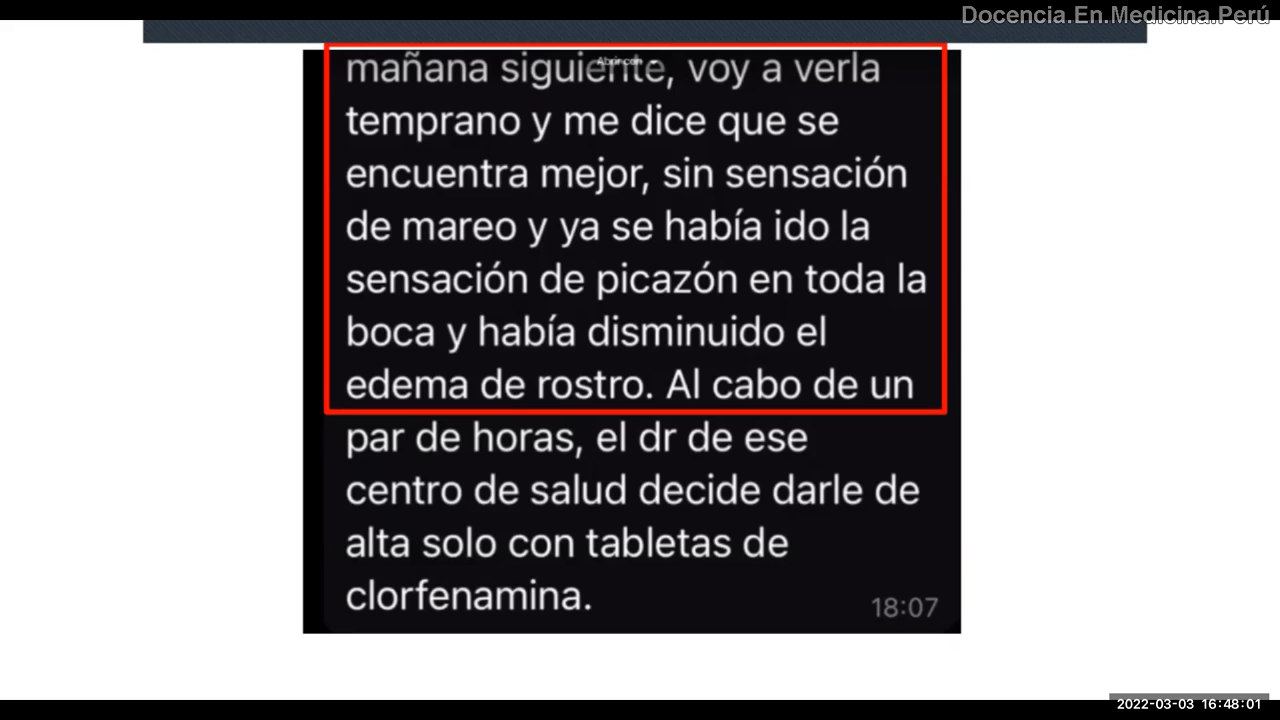 Docencia.En.Medicina.Perú
Abrir con
mañana siguiente, voy a verla
temprano y me dice que se
encuentra mejor, sin sensación
de mareo y ya se había ido la
sensación de picazón en toda la
boca y había disminuido el
edema de rostro. Al cabo de un
par de horas, el dr de ese
centro de salud decide darle de
alta solo con tabletas de
clorfenamina.
18:07
2022-03-03 16:48:01